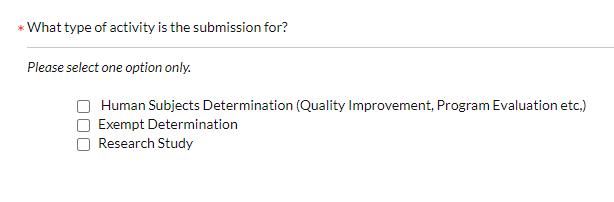 * What type of activity is the submission for?
Please select one option only.
Human Subjects Determination (Quality Improvement, Program Evaluation etc,)
Exempt Determination
Research Study